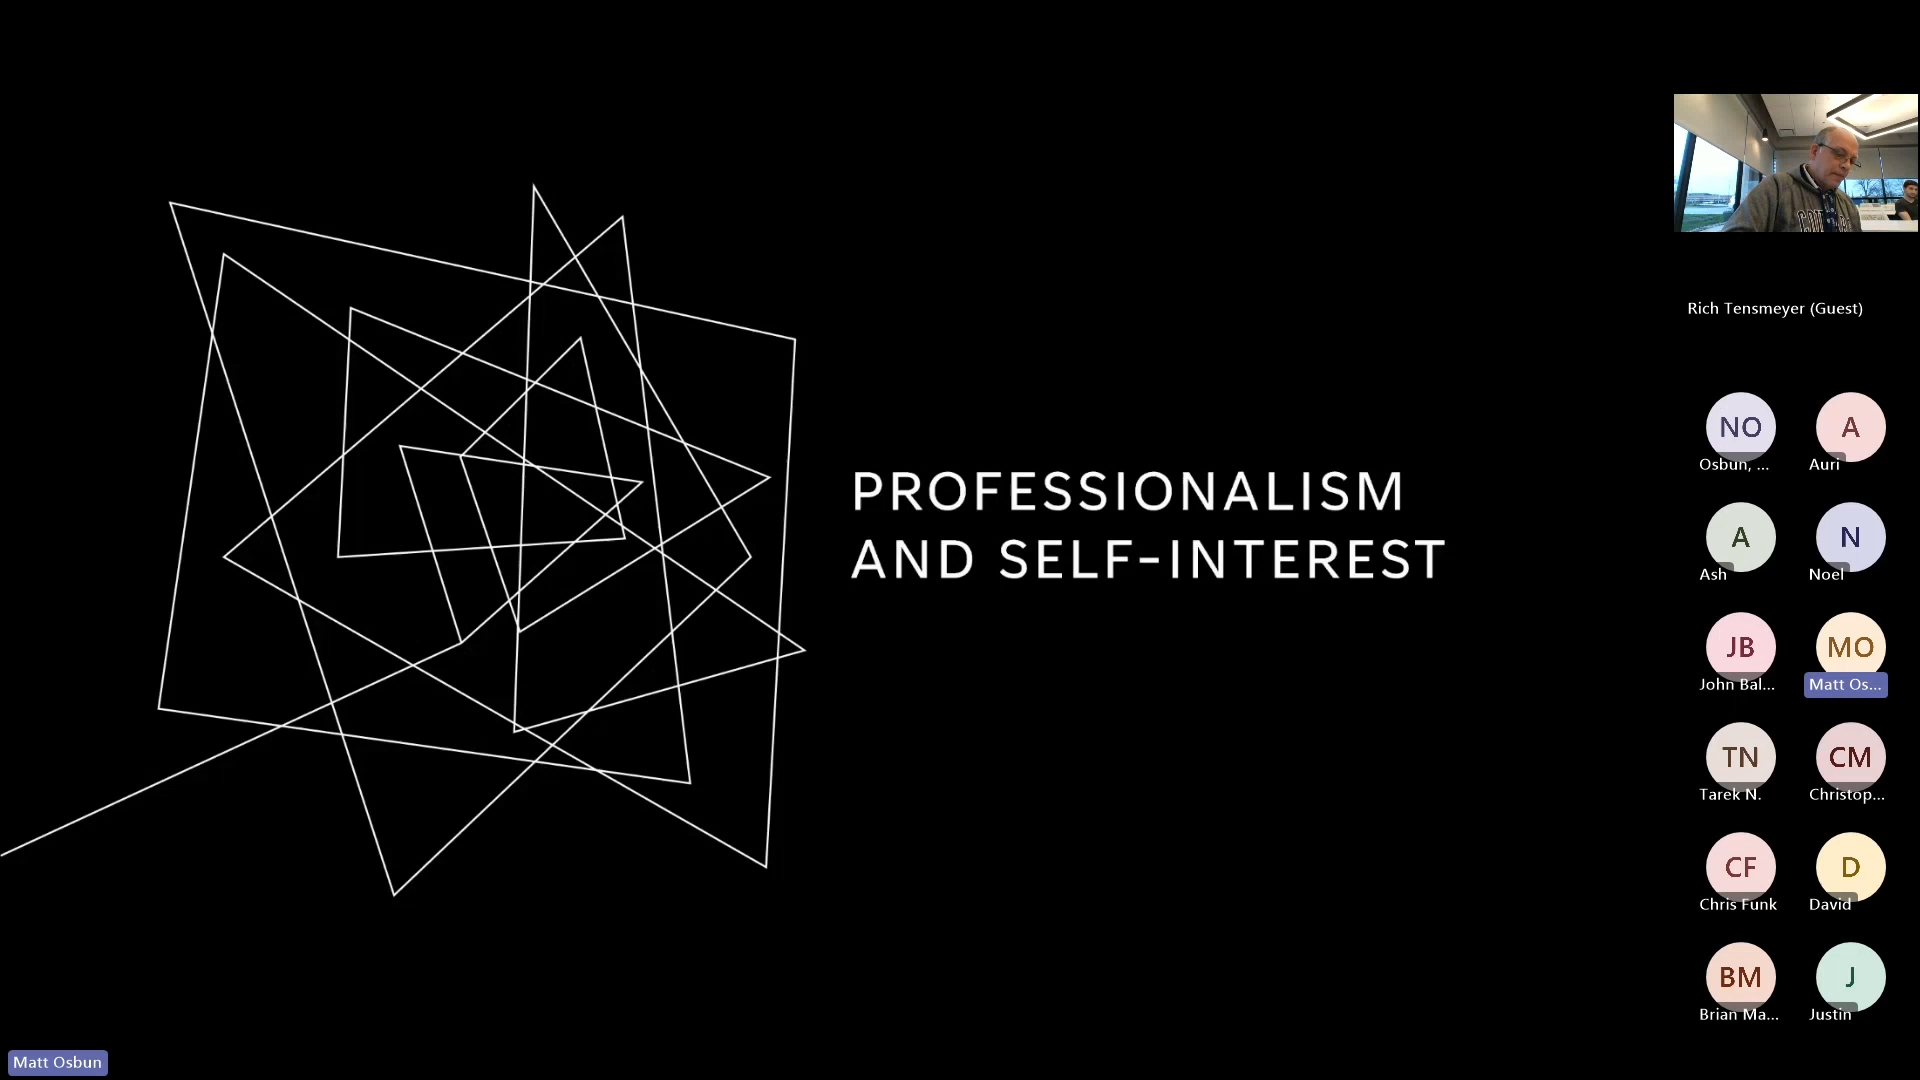 PROFESSIONALISM
AND SELF-INTEREST
Rich Tensmeyer (Guest)
NO
Osbun, ...
A
Auri
A
Ash
N
Noel
JB
John Bal...
MO
Matt Os...
TN
Tarek N.
CM
Christop...
CF
Chris Funk
D
David
BM
Brian Ma...
J
Justin
Matt Osbun